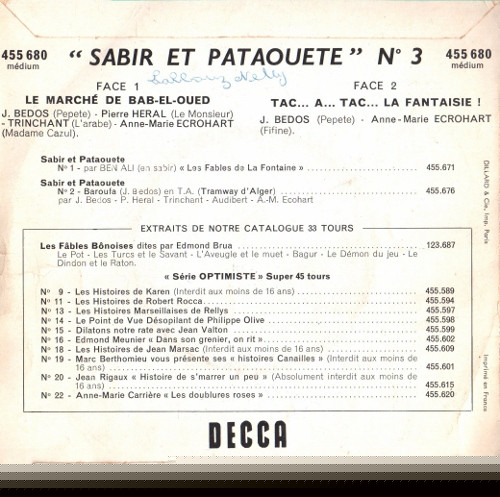 455 680 “ SABIR ET PATAOUETE ” N° 3 455 680
médium médium
FACE 1
LE MARCHÉ DE BAB-EL-OUED
J. BEDOS (Pepete) - Pierre HERAL (Le Monsieur)
- TRINCHANT (L'arabe) - Anne-Marie ECROHART
(Madame Cazul).
FACE 2
TAC... A... TAC... LA FANTAISIE !
J. BEDOS (Pepete) - Anne-Marie ECROHART
(Fifine).
Sabir et Pataouete
N° 1 - par BEN ALI (en sabir) « Les Fables de La Fontaine » 455.671
Sabir et Pataouete
N° 2 - Baroufa (J. Bedos) en T.A. (Tramway d'Alger) 455.676
par J. Bedos - P. Heral - Trinchant - Audibert - A.-M. Ecohart
EXTRAITS DE NOTRE CATALOGUE 33 TOURS
Les Fâbles Bônoises dites par Edmond Brua 123.687
Le Pot - Les Turcs et le Savant - L'Aveugle et le muet - Bagur - Le Démon du jeu - Le
Dindon et le Raton.
« Série OPTIMISTE » Super 45 tours
N° 9 - Les Histoires de Karen (Interdit aux moins de 16 ans) 455.589
N° 11 - Les Histoires de Robert Rocca 455.594
N° 13 - Les Histoires Marseillaises de Rellys 455.597
N° 14 - Le Point de Vue Désopilant de Philippe Olive 455.598
N° 15 - Dilatons notre rate avec Jean Valton 455.599
N° 16 - Edmond Meunier « Dans son grenier, on rit » 455.602
N° 18 - Les Histoires de Jean Marsac (Interdit aux moins de 16 ans) 455.609
N° 19 - Marc Berthomieu vous présente ses « histoires Canailles » (Interdit aux moins de
16 ans) 455.601
N° 20 - Jean Rigaux « Histoire de s'marrer un peu » (Absolument interdit aux moins de
16 ans) 455.615
N° 22 - Anne-Marie Carrière « Les doublures roses » 455.620
DECCA
DILLARD & Cie, Imp. Paris
Imprimé en France